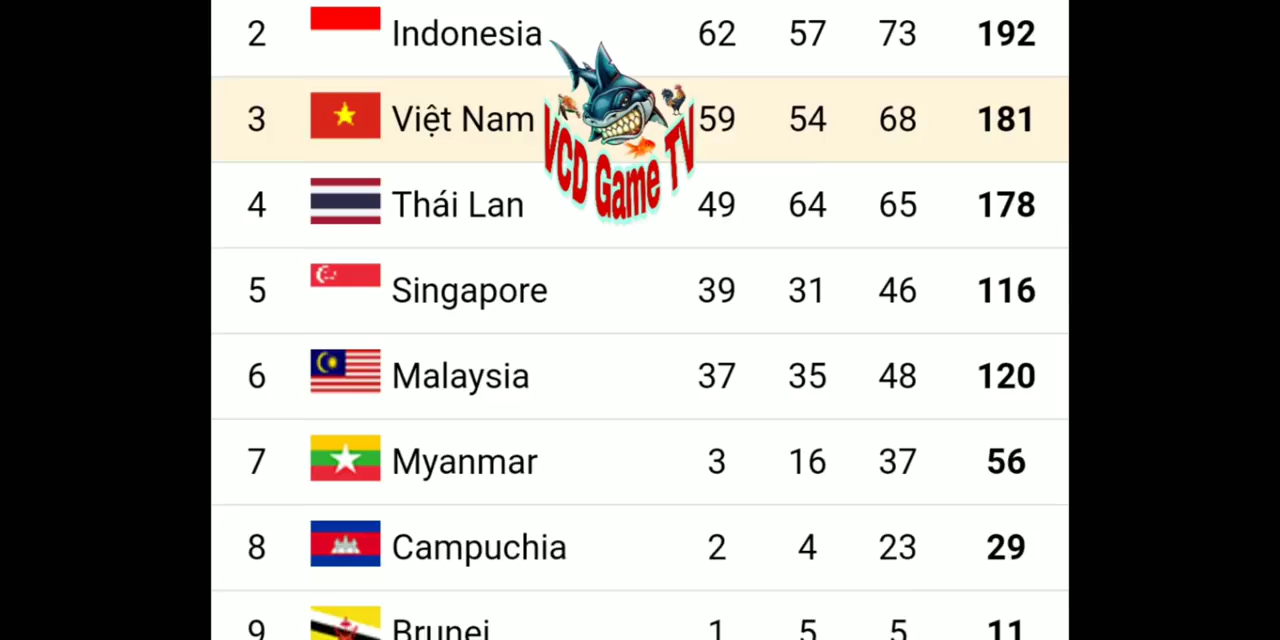 2 Indonesia 62 57 73 192
3 Việt Nam 59 54 68 181
VCD Game TV
4 Thái Lan 49 64 65 178
5 Singapore 39 31 46 116
6 Malaysia 37 35 48 120
7 Myanmar 3 16 37 56
8 Campuchia 2 4 23 29
9 Brunei 1 5 5 11